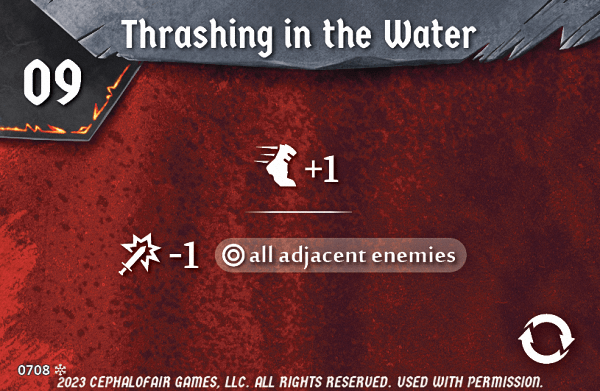 Thrashing in the Water
09
+1
-1 all adjacent enemies
0708
2023 CEPHALOFAIR GAMES, LLC. ALL RIGHTS RESERVED. USED WITH PERMISSION.